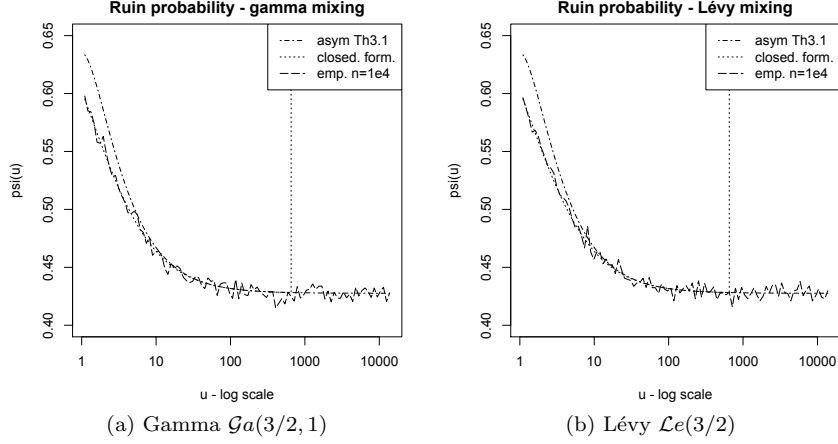 Ruin probability - gamma mixing
asym Th3.1
closed. form.
emp. n=1e4
psi(u)
0.65
0.60
0.55
0.50
0.45
0.40
1 10 100 1000 10000
u - log scale
(a) Gamma Ga(3/2, 1)
Ruin probability - Lévy mixing
asym Th3.1
closed. form.
emp. n=1e4
psi(u)
0.65
0.60
0.55
0.50
0.45
0.40
1 10 100 1000 10000
u - log scale
(b) Lévy Le(3/2)